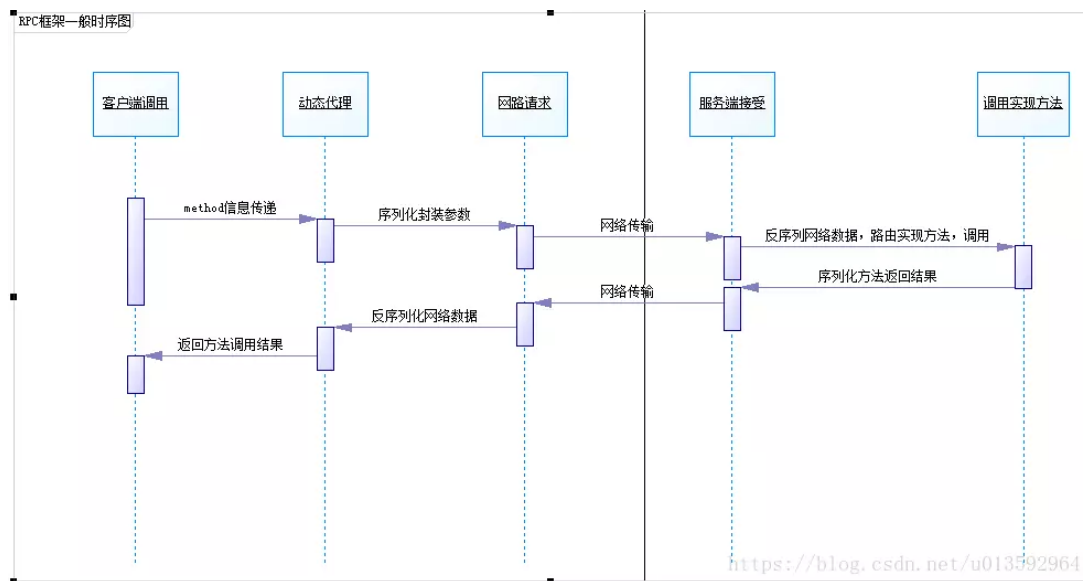 RPC框架一般时序图
客户端调用
动态代理
网路请求
服务端接受
调用实现方法
method信息传递
序列化封装参数
网络传输
反序列网络数据，路由实现方法，调用
序列化方法返回结果
网络传输
反序列化网络数据
返回方法调用结果
https://blog.csdn.net/u013592964